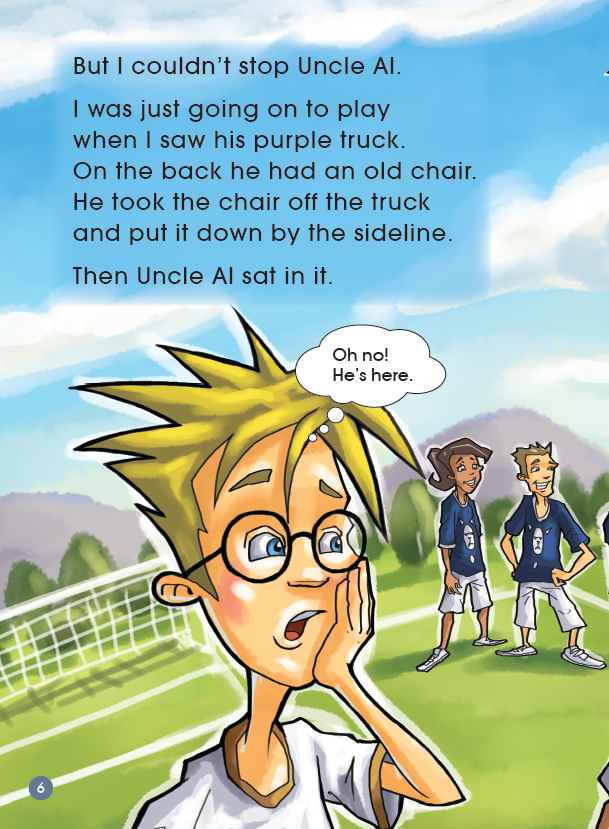 But I couldn't stop Uncle Al.
I was just going on to play
when I saw his purple truck.
On the back he had an old chair.
He took the chair off the truck
and put it down by the sideline.
Then Uncle Al sat in it.
Oh no!
He's here.
6